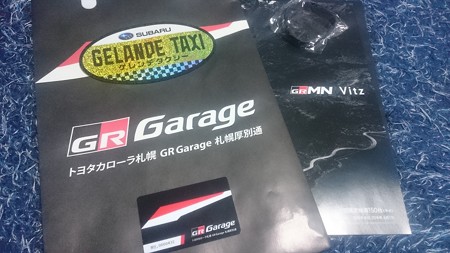 SUBARU
GELANDE TAXI
ゲレンデタクシー
GR Garage
トヨタカローラ札幌 GR Garage 札幌厚別通
GRMN Vitz
GR Garage